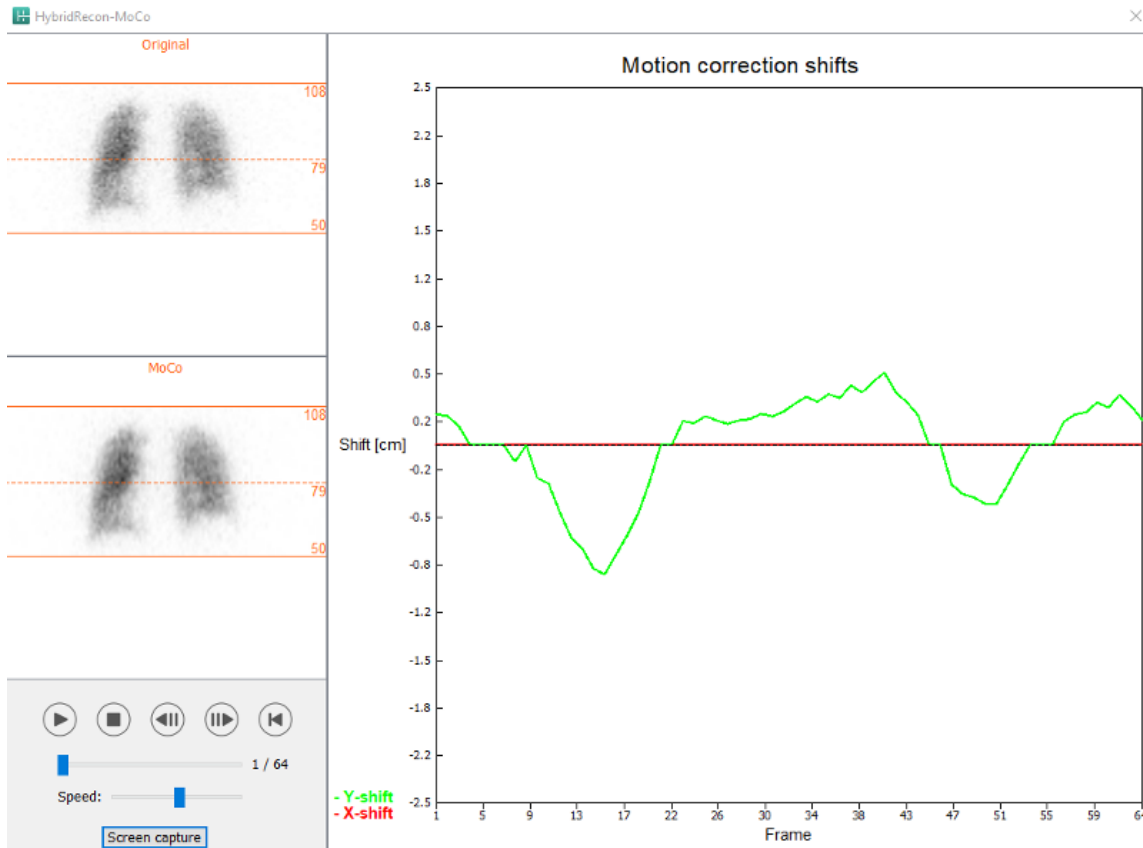 HybridRecon-MoCo
Original
108
79
50
MoCo
108
79
50
1 / 64
Speed:
Screen capture
Motion correction shifts
2.5
2.2
1.8
1.5
1.2
0.8
0.5
0.2
Shift [cm]
-0.2
-0.5
-0.8
-1.2
-1.5
-1.8
-2.2
-2.5
- Y-shift
- X-shift
1 5 9 13 17 22 26 30 34 38 43 47 51 55 59 64
Frame